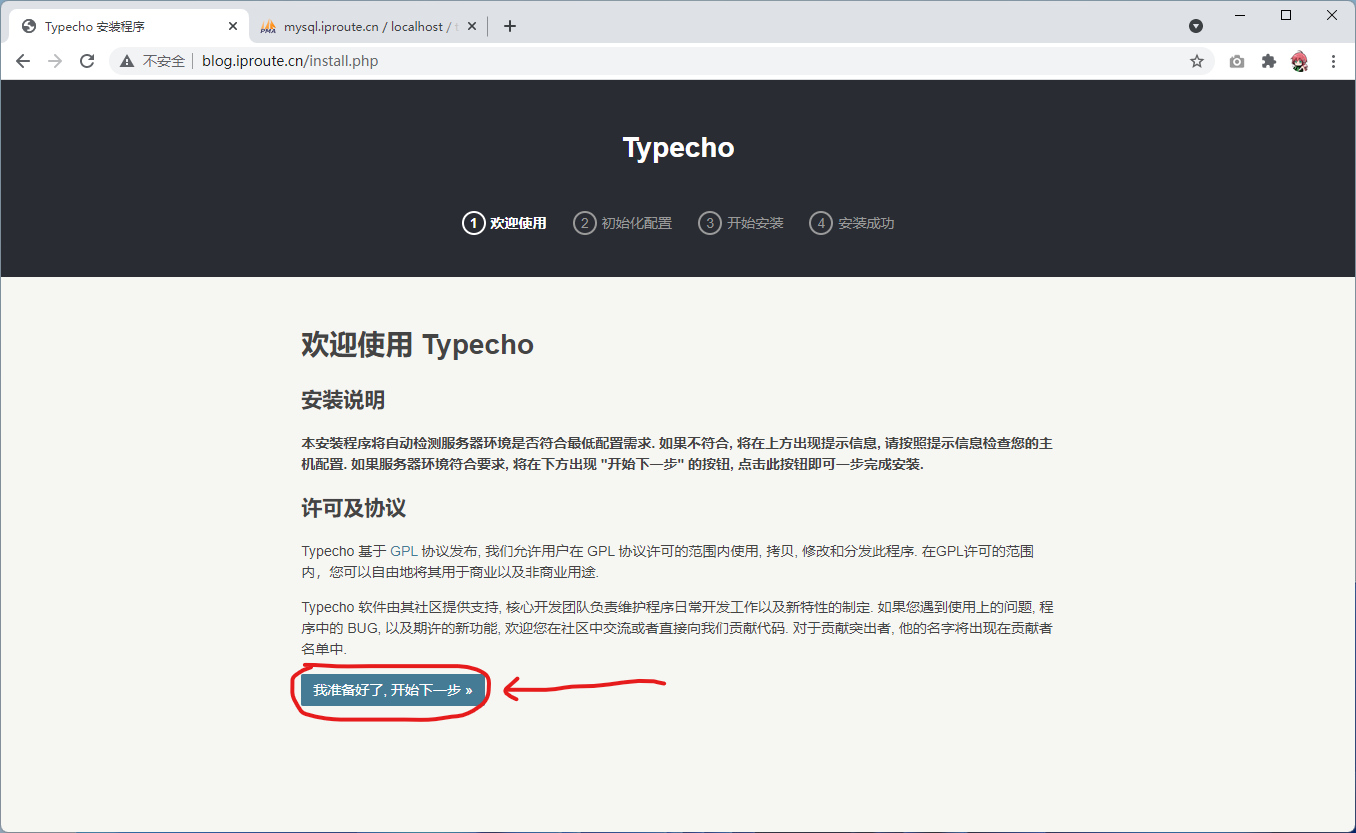 Typecho 安装程序
mysql.iproute.cn / localhost /
不安全
blog.iproute.cn/install.php
Typecho
1 欢迎使用
2 初始化配置
3 开始安装
4 安装成功
欢迎使用 Typecho
安装说明
本安装程序将自动检测服务器环境是否符合最低配置需求. 如果不符合, 将在上方出现提示信息, 请按照提示信息检查您的主
机配置. 如果服务器环境符合要求, 将在下方出现 "开始下一步" 的按钮, 点击此按钮即可一步完成安装.
许可及协议
Typecho 基于 GPL 协议发布, 我们允许用户在 GPL 协议许可的范围内使用, 拷贝, 修改和分发此程序. 在GPL许可的范围
内，您可以自由地将其用于商业以及非商业用途.
Typecho 软件由其社区提供支持, 核心开发团队负责维护程序日常开发工作以及新特性的制定. 如果您遇到使用上的问题, 程
序中的 BUG, 以及期许的新功能, 欢迎您在社区中交流或者直接向我们贡献代码. 对于贡献突出者, 他的名字将出现在贡献者
名单中.
我准备好了, 开始下一步 »